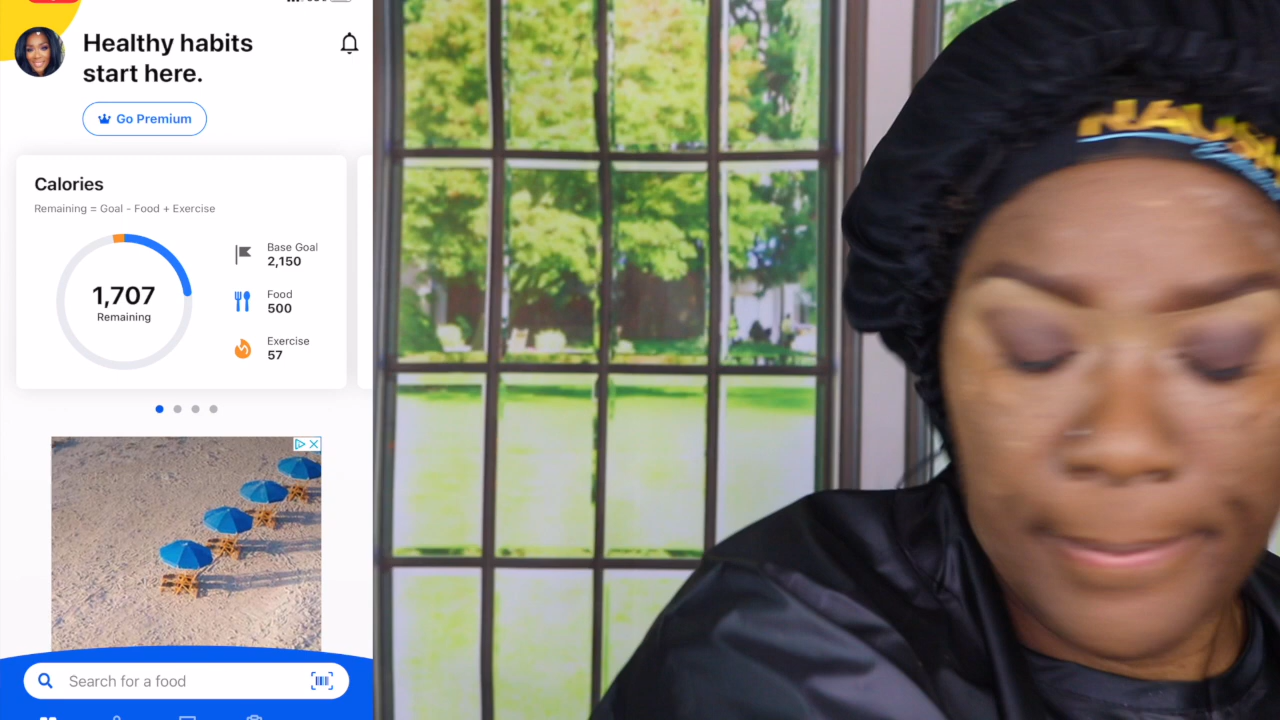 Healthy habits
start here.
Go Premium
Calories
Remaining = Goal - Food + Exercise
1,707
Remaining
Base Goal
2,150
Food
500
Exercise
57
Search for a food